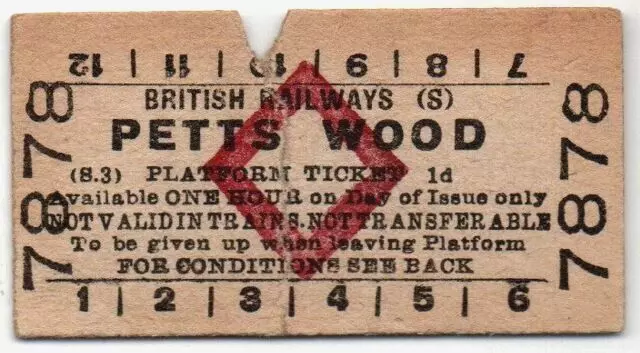 12 | 11 | 10 | 9 | 8 | 7
BRITISH RAILWAYS (S)
PETTS WOOD
(S.3) PLATFORM TICKET 1d
Available ONE HOUR on Day of Issue only
NOT VALID IN TRAINS. NOT TRANSFERABLE
To be given up when leaving Platform
FOR CONDITIONS SEE BACK
1 | 2 | 3 | 4 | 5 | 6
7878
7878